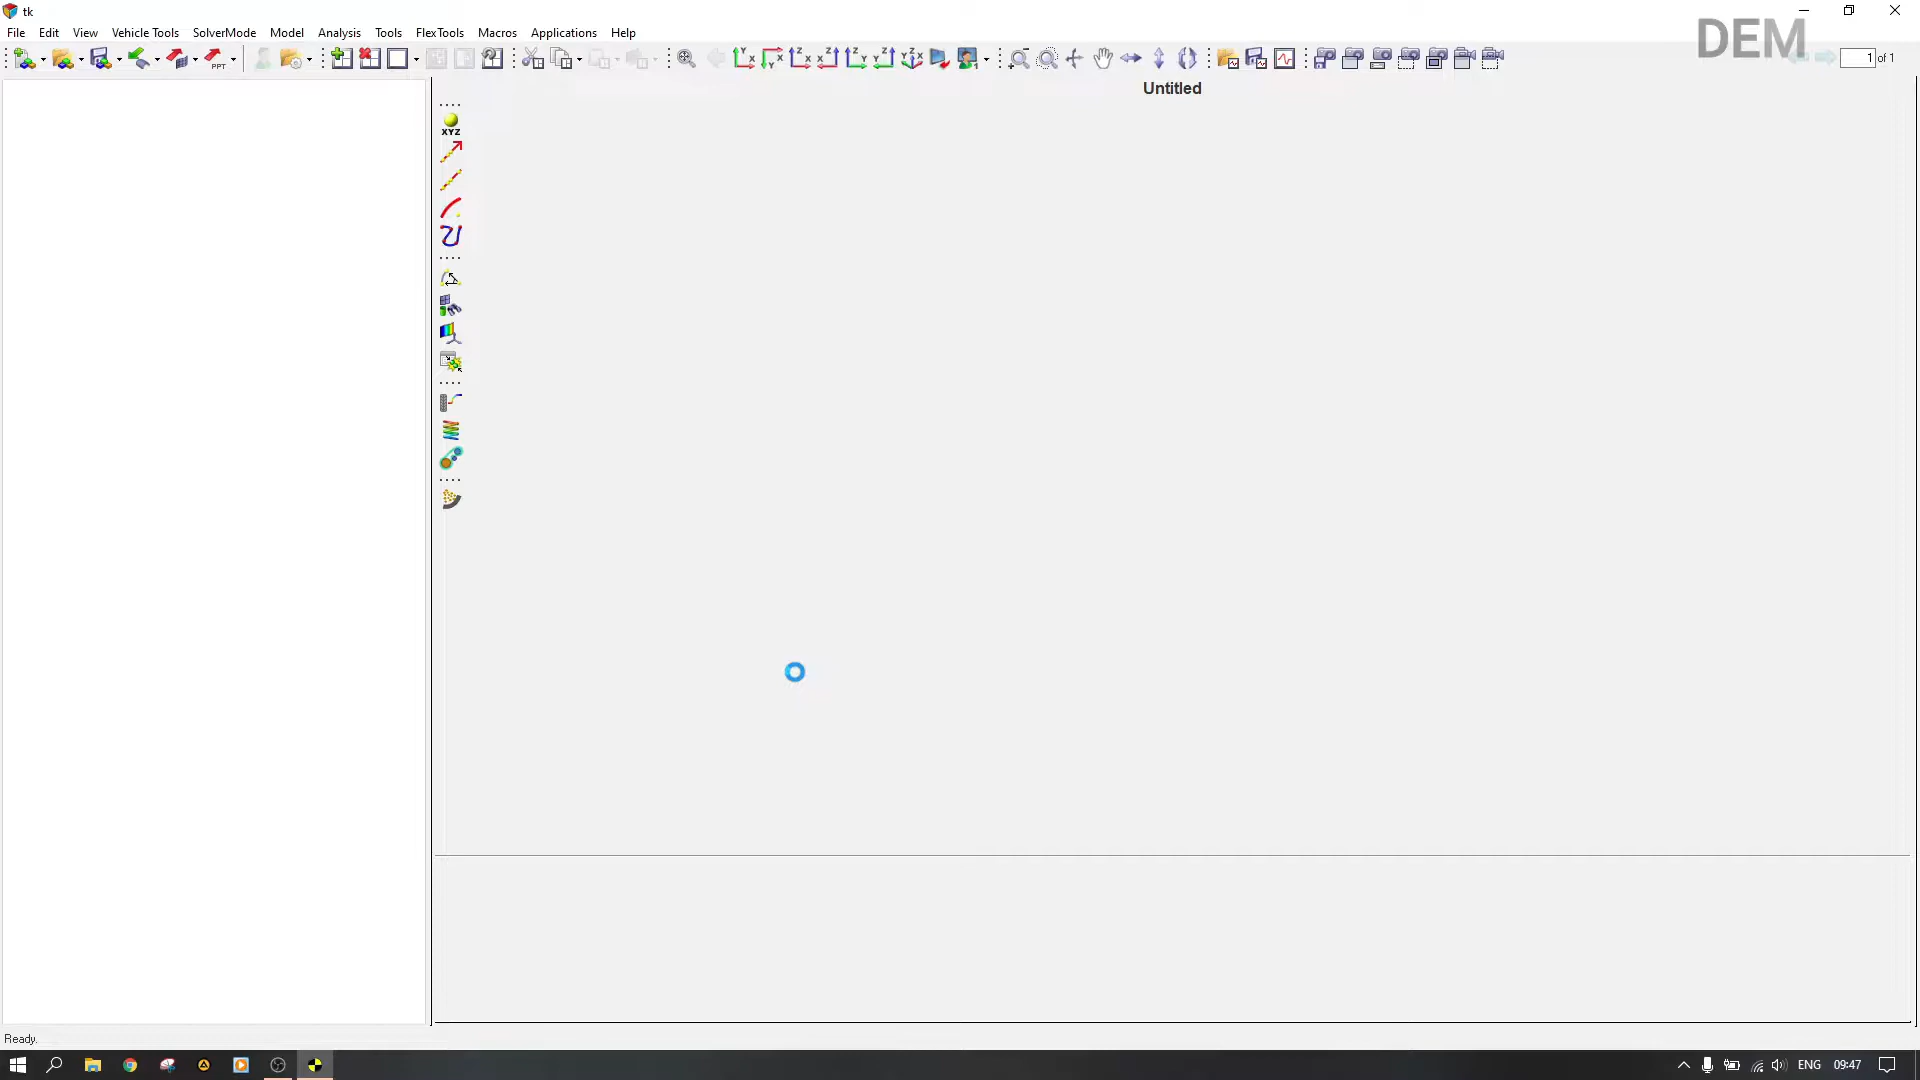 tk
File Edit View Vehicle Tools SolverMode Model Analysis Tools FlexTools Macros Applications Help
DEM
PPT
1 of 1
Untitled
XYZ
Ready.
ENG 09:47